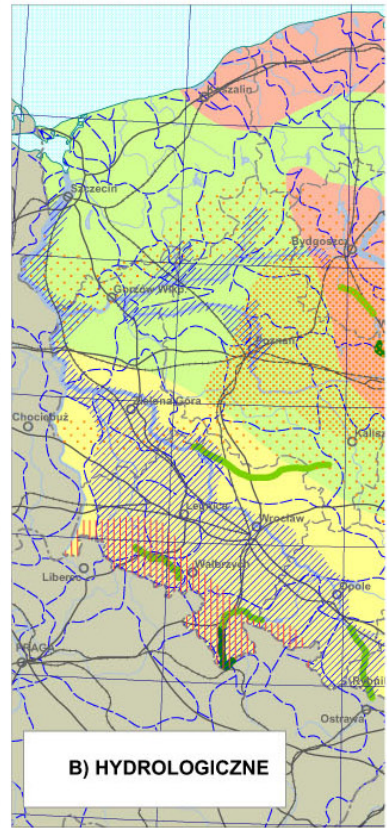 Koszalin
Szczecin
Bydgoszcz
Gorzów Wlkp.
Poznań
Zielona Góra
Chociebuż
Kalisz
Legnica
Wrocław
Wałbrzych
Liberec
Opole
PRAGA
Ostrawa
B) HYDROLOGICZNE